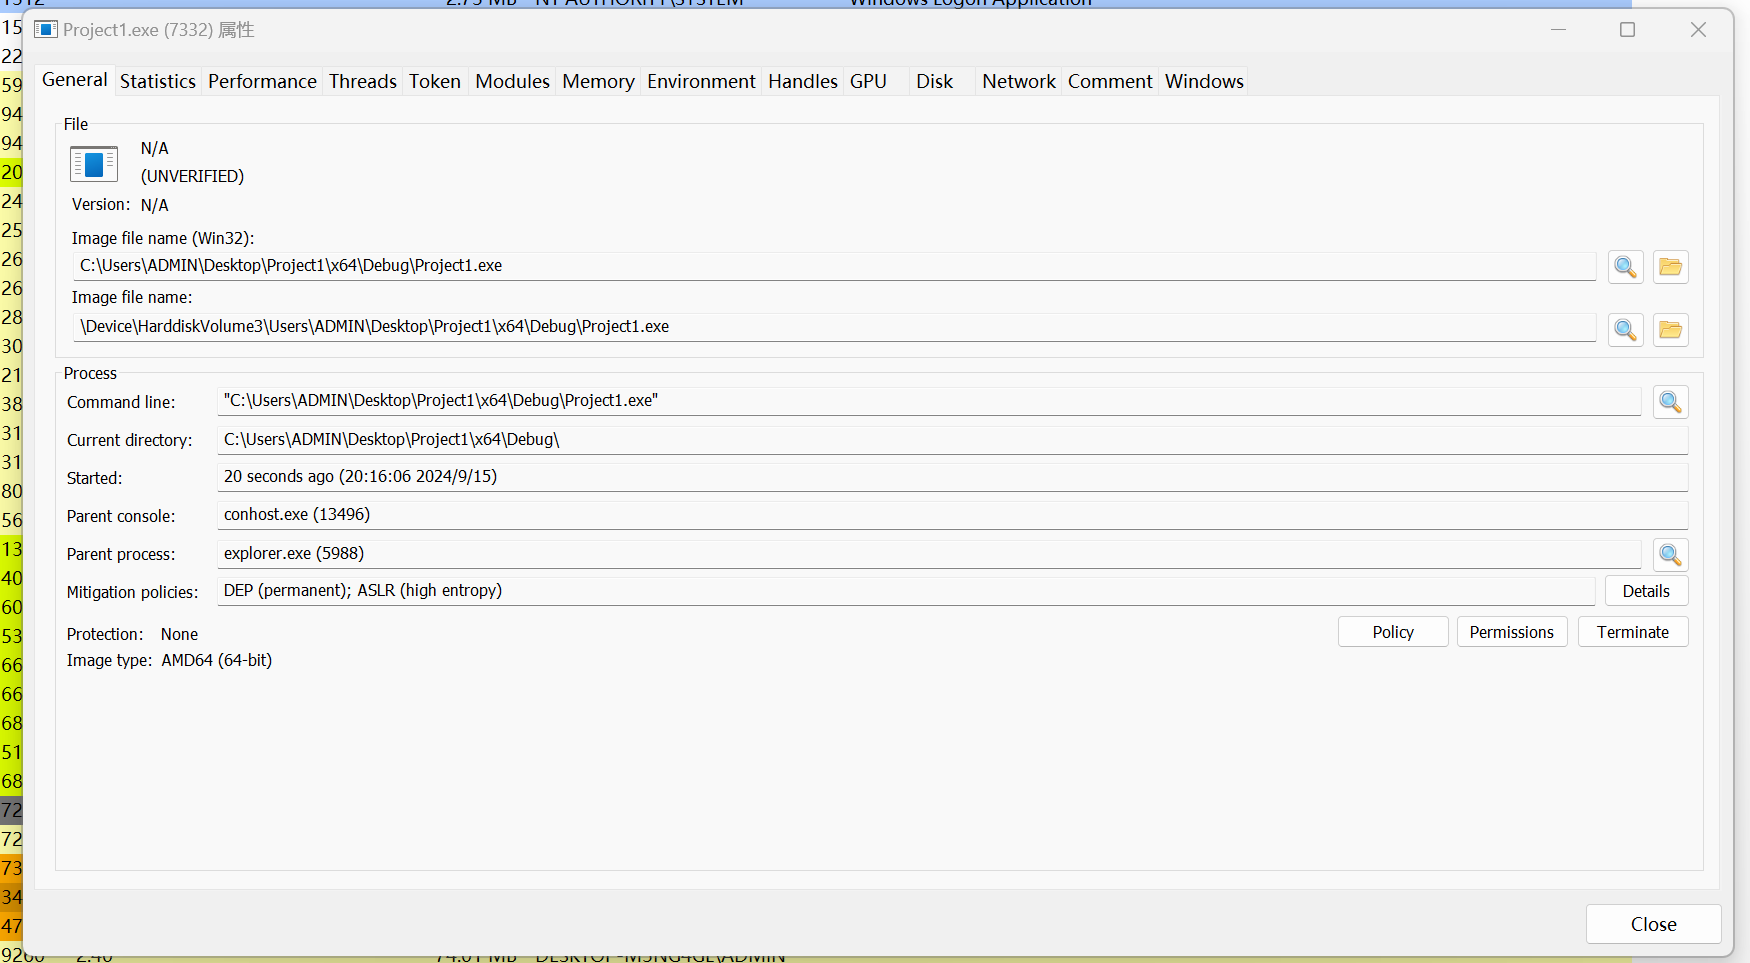 Project1.exe (7332) 属性
General Statistics Performance Threads Token Modules Memory Environment Handles GPU Disk Network Comment Windows
File
N/A
(UNVERIFIED)
Version: N/A
Image file name (Win32):
C:\Users\ADMIN\Desktop\Project1\x64\Debug\Project1.exe
Image file name:
\Device\HarddiskVolume3\Users\ADMIN\Desktop\Project1\x64\Debug\Project1.exe
Process
Command line: "C:\Users\ADMIN\Desktop\Project1\x64\Debug\Project1.exe"
Current directory: C:\Users\ADMIN\Desktop\Project1\x64\Debug\
Started: 20 seconds ago (20:16:06 2024/9/15)
Parent console: conhost.exe (13496)
Parent process: explorer.exe (5988)
Mitigation policies: DEP (permanent); ASLR (high entropy) Details
Protection: None Policy Permissions Terminate
Image type: AMD64 (64-bit)
Close
15
22
59
94
94
20
24
25
26
26
28
30
21
38
31
31
80
56
13
40
60
53
66
66
68
51
68
72
72
73
34
47